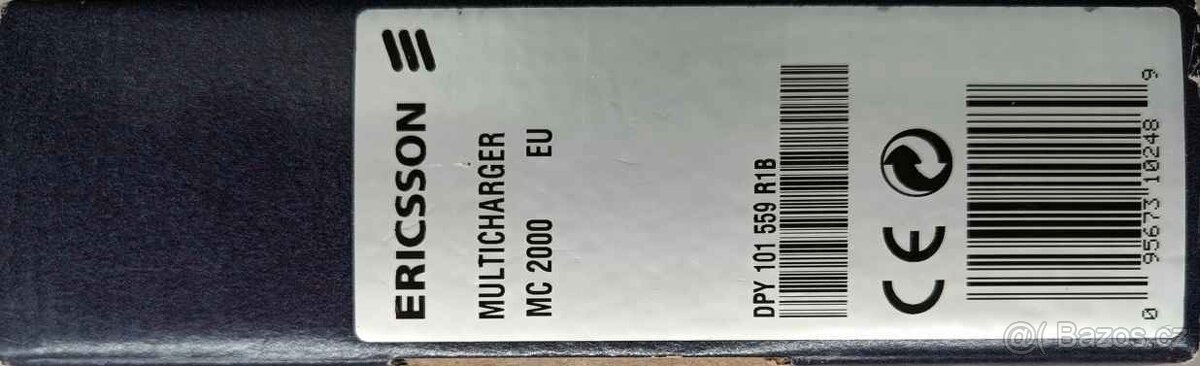 ERICSSON
MULTICHARGER
MC 2000 EU
DPY 101 559 R1B
CE
0 95673 10248 9
@( Bazos.cz